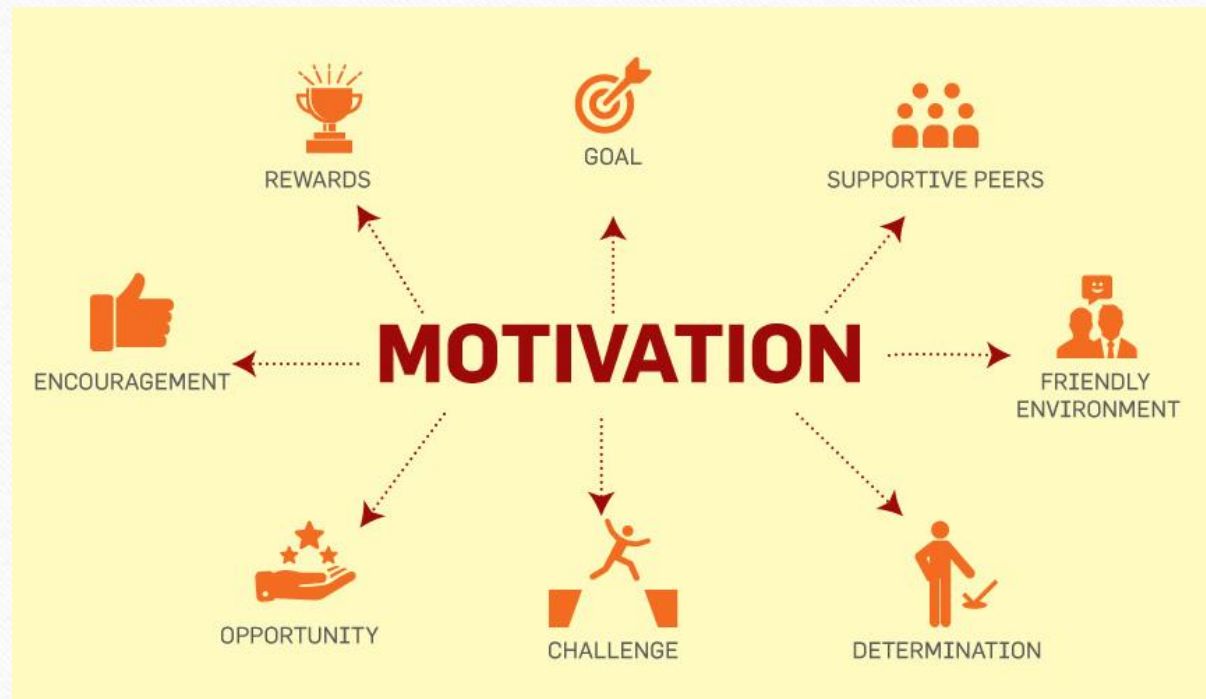 REWARDS
GOAL
SUPPORTIVE PEERS
ENCOURAGEMENT
MOTIVATION
FRIENDLY
ENVIRONMENT
OPPORTUNITY
CHALLENGE
DETERMINATION